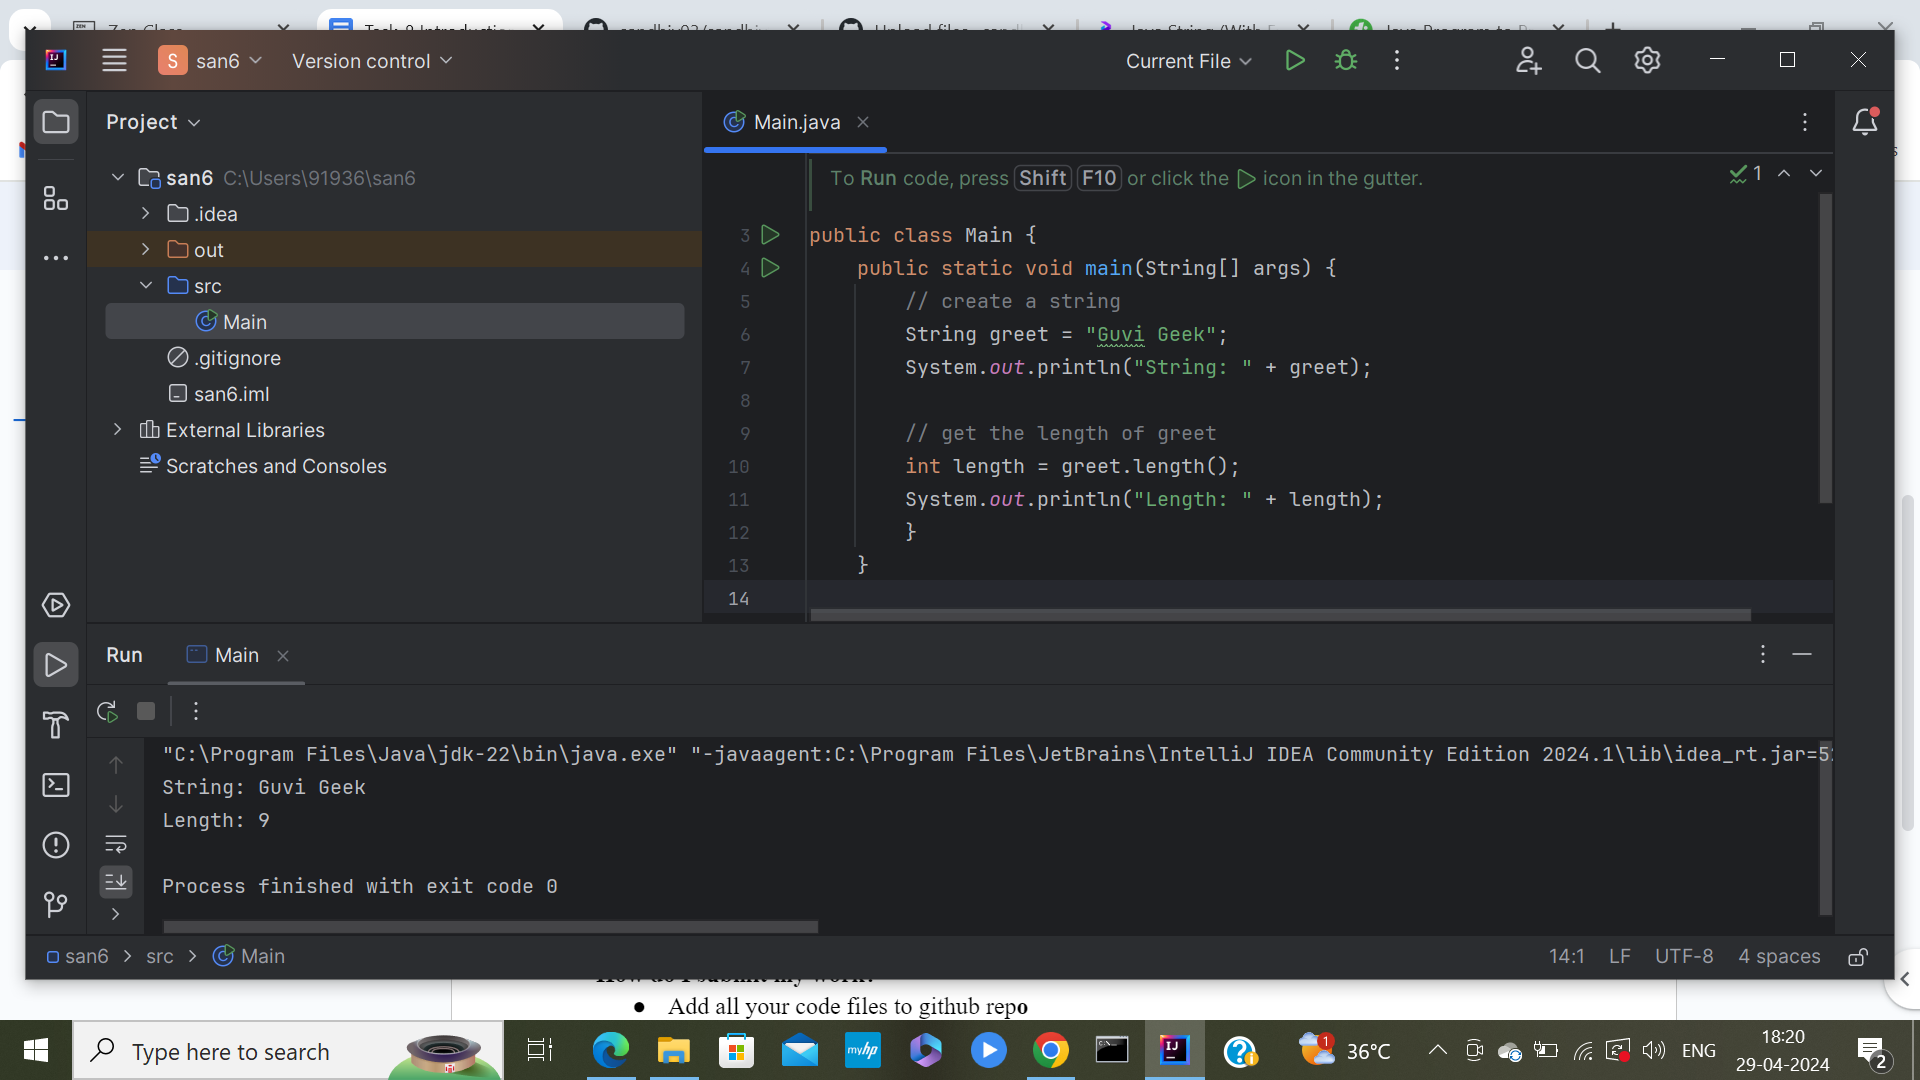 san6
Version control
Current File
Project
Main.java
san6 C:\Users\91936\san6
.idea
out
src
Main
.gitignore
san6.iml
External Libraries
Scratches and Consoles
To Run code, press Shift F10 or click the icon in the gutter.
1
3 public class Main {
4 public static void main(String[] args) {
5 // create a string
6 String greet = "Guvi Geek";
7 System.out.println("String: " + greet);
8
9 // get the length of greet
10 int length = greet.length();
11 System.out.println("Length: " + length);
12 }
13 }
14
Run Main
"C:\Program Files\Java\jdk-22\bin\java.exe" "-javaagent:C:\Program Files\JetBrains\IntelliJ IDEA Community Edition 2024.1\lib\idea_rt.jar=5
String: Guvi Geek
Length: 9
Process finished with exit code 0
san6 > src > Main
14:1 LF UTF-8 4 spaces
• Add all your code files to github repo
Type here to search
myhp
1 36°C
ENG
18:20
29-04-2024
2